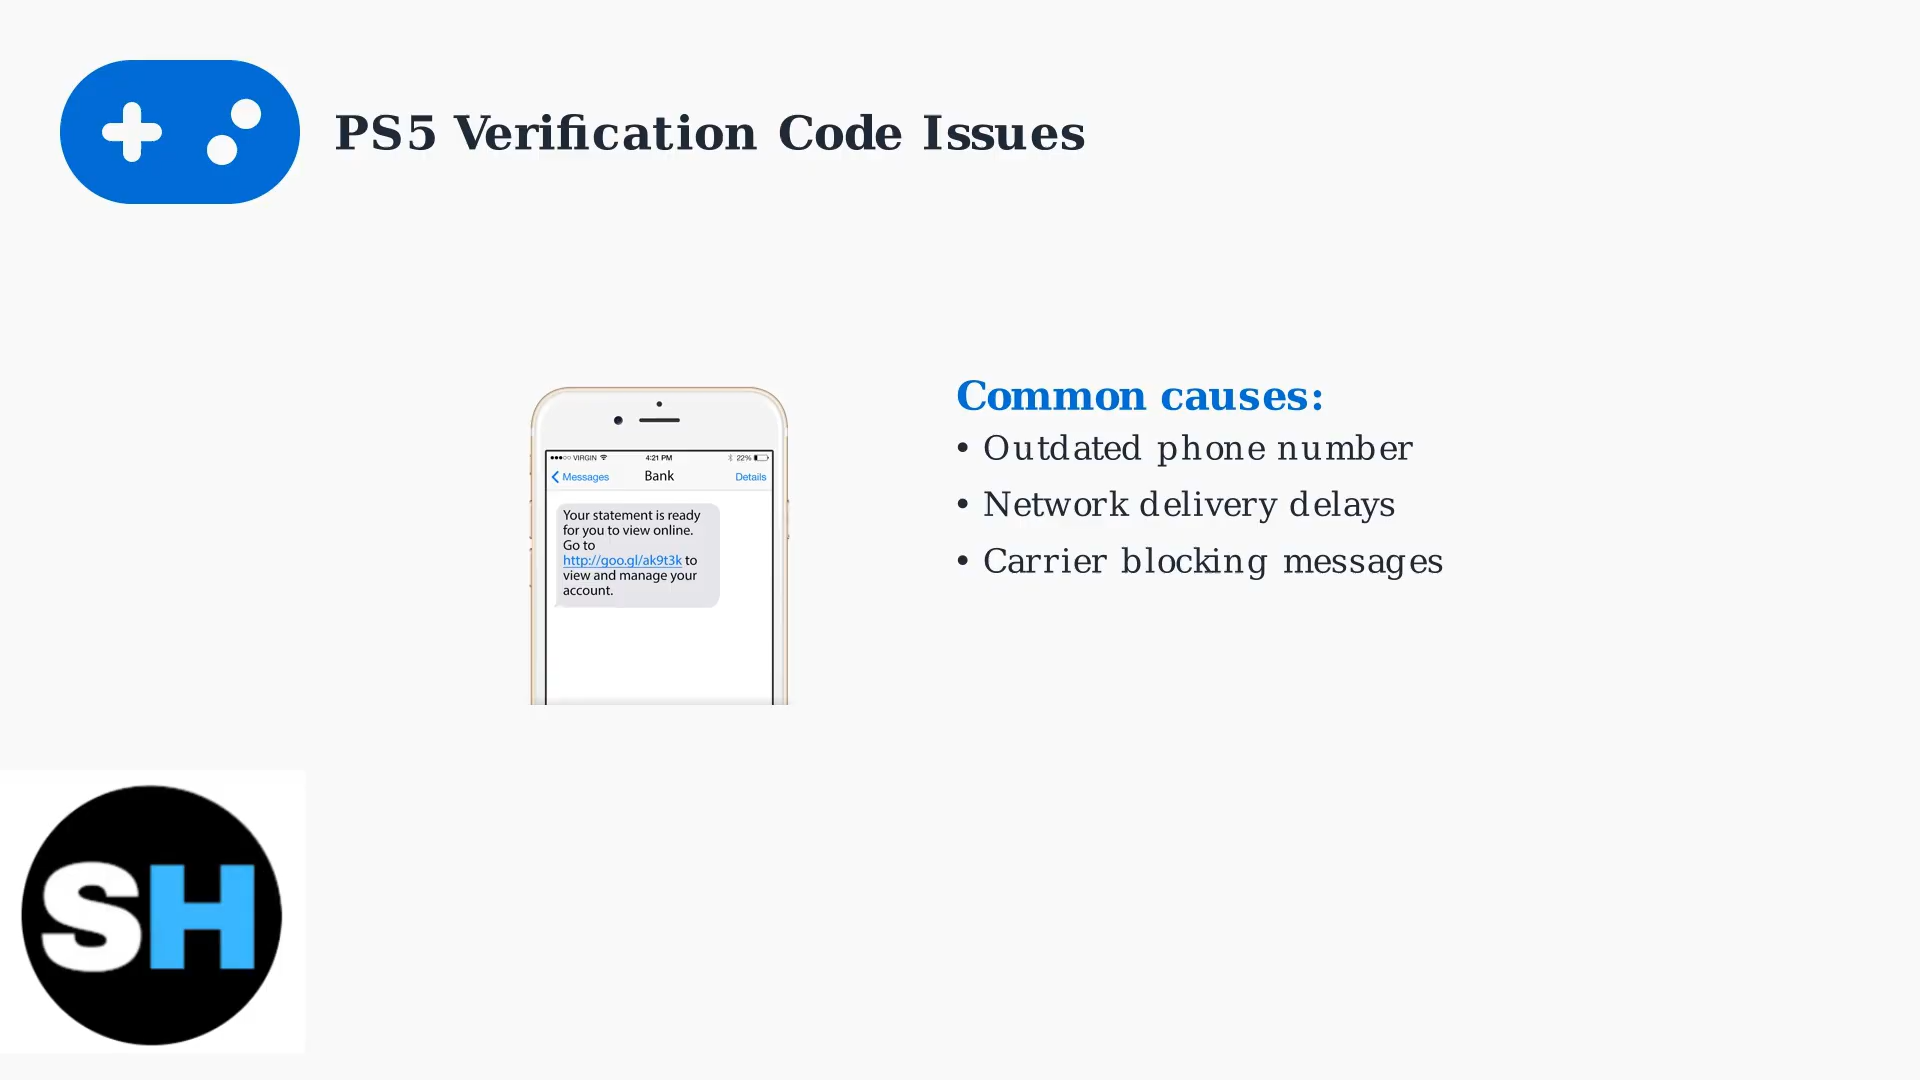 PS5 Verification Code Issues
●●●○○ VIRGIN 4:21 PM 22%
Messages Bank Details
Your statement is ready
for you to view online.
Go to
http://goo.gl/ak9t3k to
view and manage your
account.
Common causes:
• Outdated phone number
• Network delivery delays
• Carrier blocking messages
SH